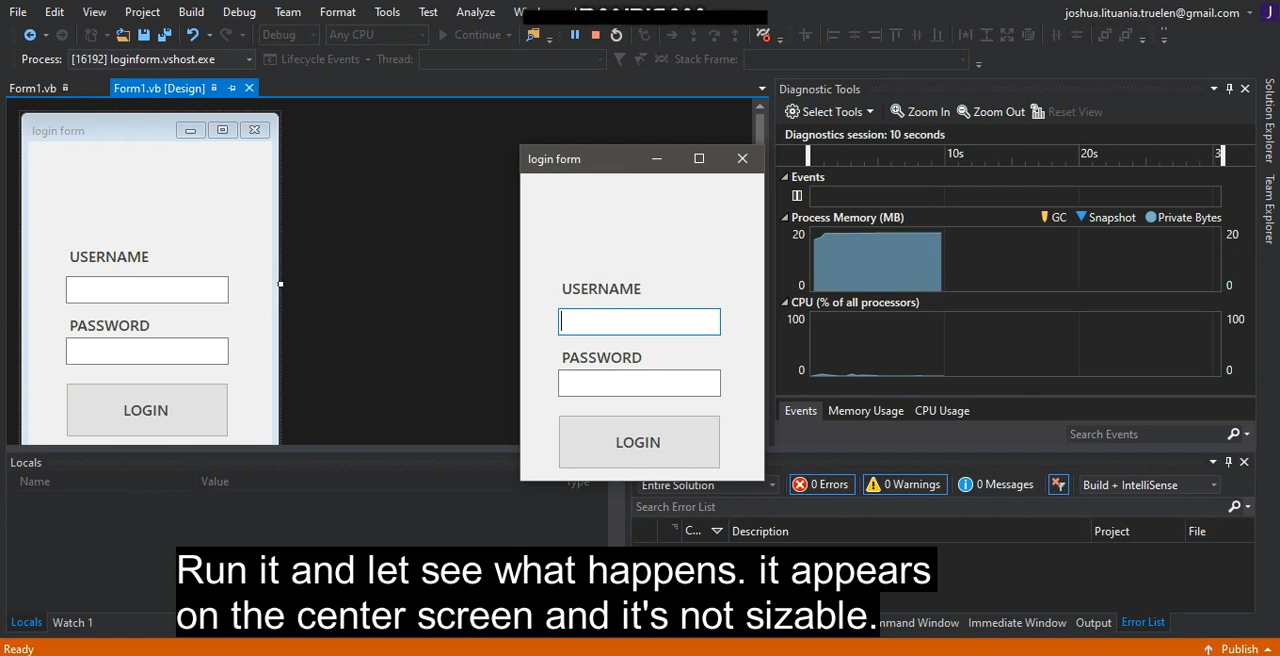 File Edit View Project Build Debug Team Format Tools Test Analyze
joshua.lituania.truelen@gmail.com J
Debug Any CPU Continue
Process: [16192] loginform.vshost.exe Lifecycle Events Thread: Stack Frame:
Form1.vb Form1.vb [Design]
login form
USERNAME
PASSWORD
LOGIN
login form
USERNAME
PASSWORD
LOGIN
Diagnostic Tools
Select Tools Zoom In Zoom Out Reset View
Diagnostics session: 10 seconds
10s 20s 3
Events
Process Memory (MB) GC Snapshot Private Bytes
20 20
0 0
CPU (% of all processors)
100 100
0 0
Events Memory Usage CPU Usage
Search Events
Solution Explorer
Team Explorer
Locals
Name Value Type
Entire Solution 0 Errors 0 Warnings 0 Messages Build + IntelliSense
Search Error List
C... Description Project File
Run it and let see what happens. it appears
on the center screen and it's not sizable.
Locals Watch 1
mmand Window Immediate Window Output Error List
Ready Publish